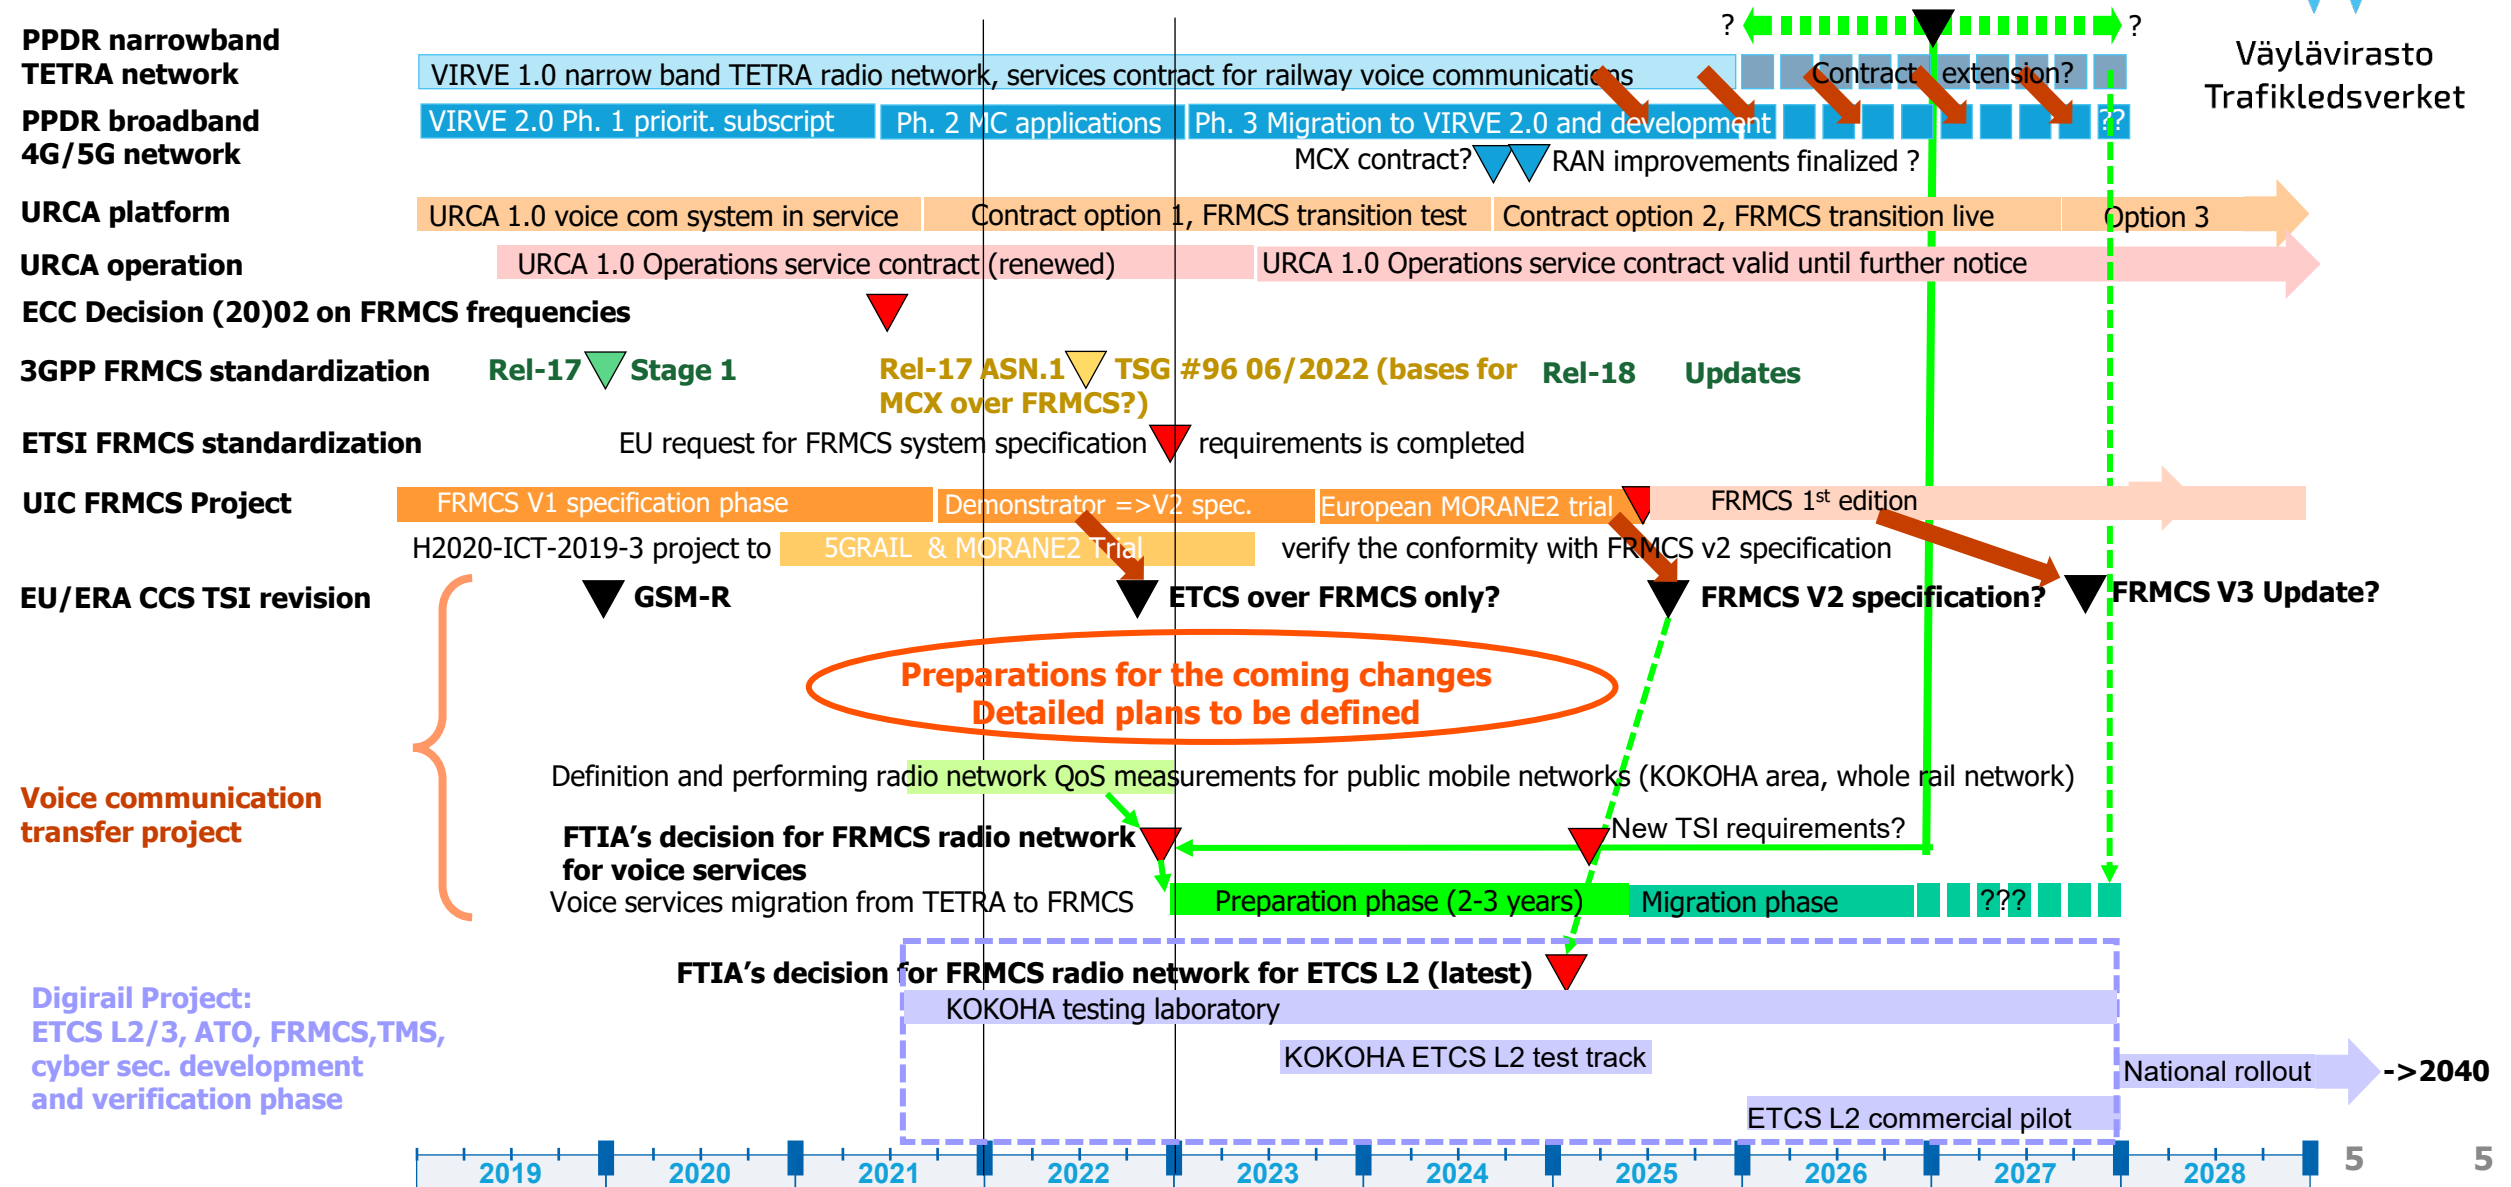 ? ?
PPDR narrowband
TETRA network
VIRVE 1.0 narrow band TETRA radio network, services contract for railway voice communications
Contract extension?
Väylävirasto
Trafikledsverket
PPDR broadband
4G/5G network
VIRVE 2.0 Ph. 1 priorit. subscript
Ph. 2 MC applications
Ph. 3 Migration to VIRVE 2.0 and development
??
MCX contract?
RAN improvements finalized ?
URCA platform
URCA 1.0 voice com system in service
Contract option 1, FRMCS transition test
Contract option 2, FRMCS transition live
Option 3
URCA operation
URCA 1.0 Operations service contract (renewed)
URCA 1.0 Operations service contract valid until further notice
ECC Decision (20)02 on FRMCS frequencies
3GPP FRMCS standardization
Rel-17 Stage 1
Rel-17 ASN.1 TSG #96 06/2022 (bases for
MCX over FRMCS?)
Rel-18 Updates
ETSI FRMCS standardization
EU request for FRMCS system specification requirements is completed
UIC FRMCS Project
FRMCS V1 specification phase
Demonstrator =>V2 spec.
European MORANE2 trial
FRMCS 1st edition
H2020-ICT-2019-3 project to
5GRAIL & MORANE2 Trial
verify the conformity with FRMCS v2 specification
EU/ERA CCS TSI revision
GSM-R
ETCS over FRMCS only?
FRMCS V2 specification?
FRMCS V3 Update?
Preparations for the coming changes
Detailed plans to be defined
Definition and performing radio network QoS measurements for public mobile networks (KOKOHA area, whole rail network)
Voice communication
transfer project
FTIA's decision for FRMCS radio network
for voice services
New TSI requirements?
Voice services migration from TETRA to FRMCS
Preparation phase (2-3 years)
Migration phase
???
FTIA's decision for FRMCS radio network for ETCS L2 (latest)
Digirail Project:
ETCS L2/3, ATO, FRMCS,TMS,
cyber sec. development
and verification phase
KOKOHA testing laboratory
KOKOHA ETCS L2 test track
National rollout
->2040
ETCS L2 commercial pilot
2019 2020 2021 2022 2023 2024 2025 2026 2027 2028
5 5